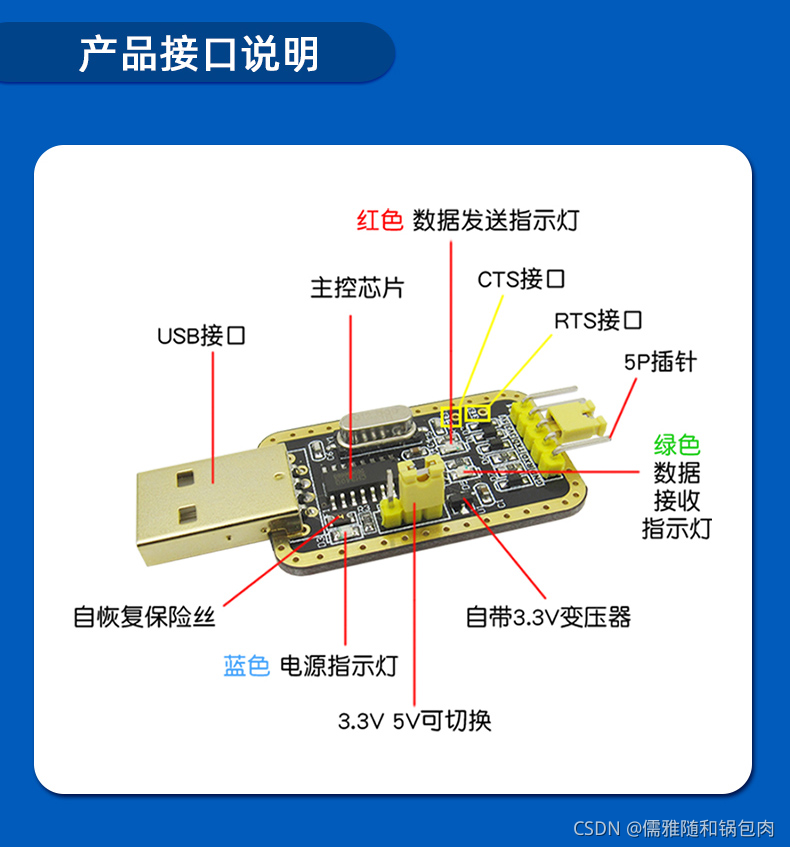 产品接口说明
红色 数据发送指示灯
CTS接口
主控芯片
RTS接口
USB接口
5P插针
绿色
数据
接收
指示灯
自恢复保险丝
自带3.3V变压器
蓝色 电源指示灯
3.3V 5V可切换
CSDN @儒雅随和锅包肉